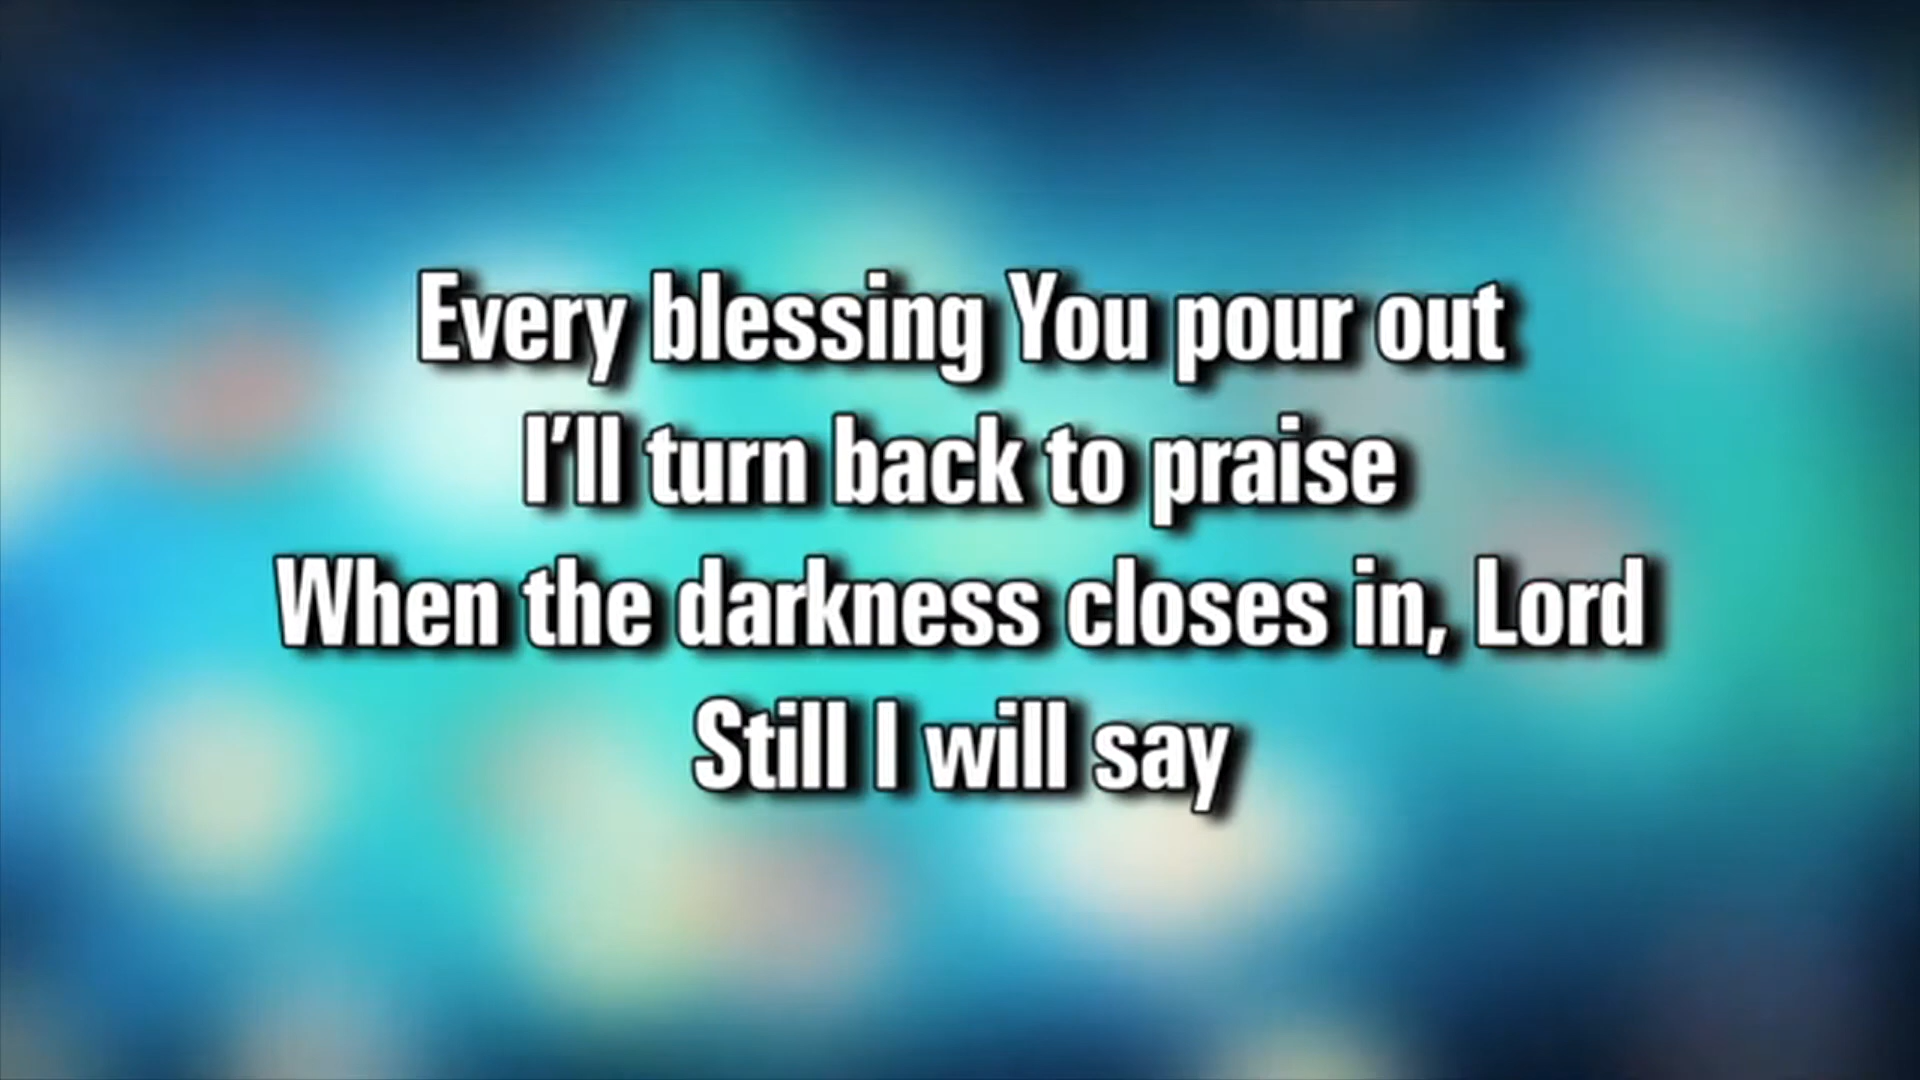 Every blessing You pour out
I’ll turn back to praise
When the darkness closes in, Lord
Still I will say